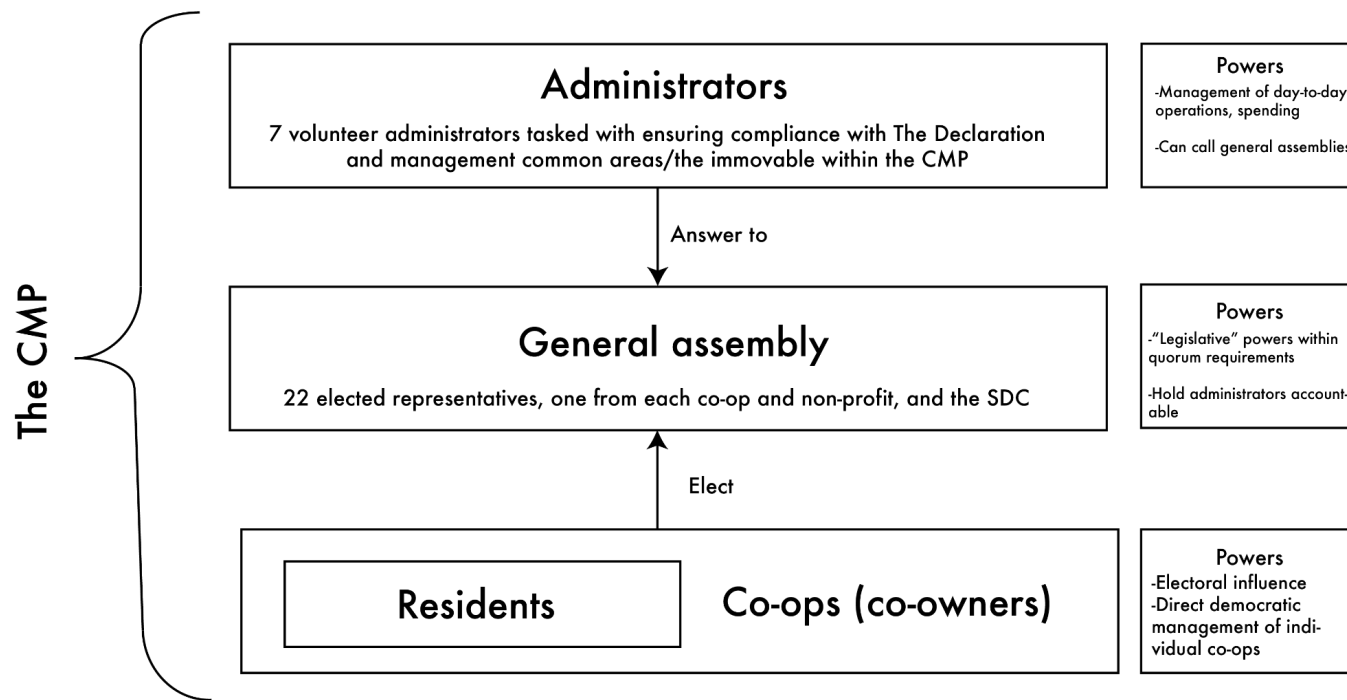 The CMP
Administrators
7 volunteer administrators tasked with ensuring compliance with The Declaration
and management common areas/the immovable within the CMP
Powers
-Management of day-to-day
operations, spending
-Can call general assemblies
Answer to
General assembly
22 elected representatives, one from each co-op and non-profit, and the SDC
Powers
-“Legislative” powers within
quorum requirements
-Hold administrators account-
able
Elect
Residents
Co-ops (co-owners)
Powers
-Electoral influence
-Direct democratic
management of indi-
vidual co-ops